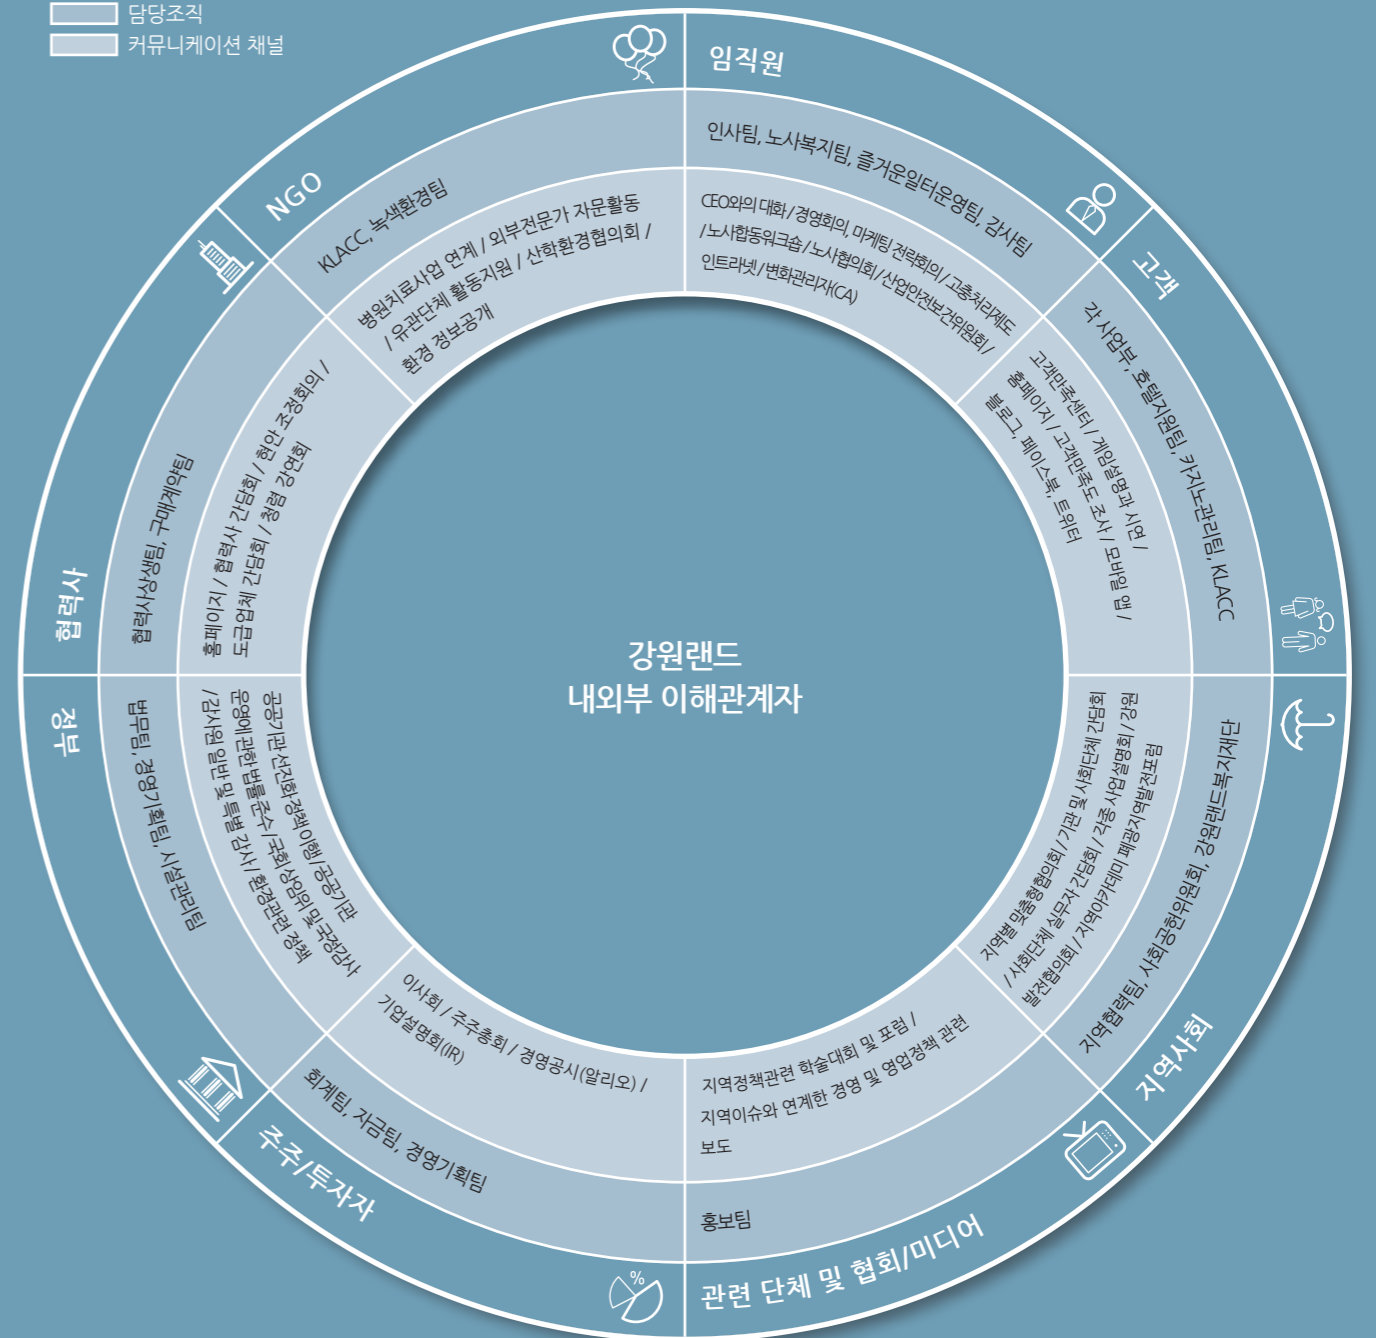 담당조직
커뮤니케이션 채널
강원랜드
내외부 이해관계자
임직원
인사팀, 노사복지팀, 즐거운일터운영팀, 감사팀
CEO와의 대화 / 경영회의, 마케팅 전략회의 / 고충처리제도
/ 노사합동워크숍 / 노사협의회 / 산업안전보건위원회 /
인트라넷 / 변화관리자(CA)
고객
각 사업부, 호텔지원팀, 카지노관리팀, KLACC
고객만족센터 / 게임설명과 시연 /
홈페이지 / 고객만족도 조사 / 모바일 앱 /
블로그, 페이스북, 트위터
지역사회
지역협력팀, 사회공헌위원회, 강원랜드복지재단
지역별 맞춤형협의회 / 기관 및 사회단체 간담회
/ 사회단체 실무자 간담회 / 각종 사업설명회 / 강원
발전협의회 / 지역아카데미 폐광지역발전포럼
관련 단체 및 협회/미디어
홍보팀
지역정책관련 학술대회 및 포럼 /
지역이슈와 연계한 경영 및 영업정책 관련
보도
주주/투자자
회계팀, 자금팀, 경영기획팀
이사회 / 주주총회 / 경영공시(알리오) /
기업설명회(IR)
%
정부
법무팀, 경영기획팀, 시설관리팀
공공기관 선진화 정책 이행 / 공공기관
운영에 관한 법률 준수 / 국회 상임위 및 국정감사
/ 감사원 일반 및 특별 감사 / 환경관련 정책
협력사
협력사상생팀, 구매계약팀
홈페이지 / 협력사 간담회 / 현안 조정회의 /
도급업체 간담회 / 청렴 강연회
NGO
KLACC, 녹색환경팀
병원치료사업 연계 / 외부전문가 자문활동
/ 유관단체 활동지원 / 산학환경협의회 /
환경 정보공개